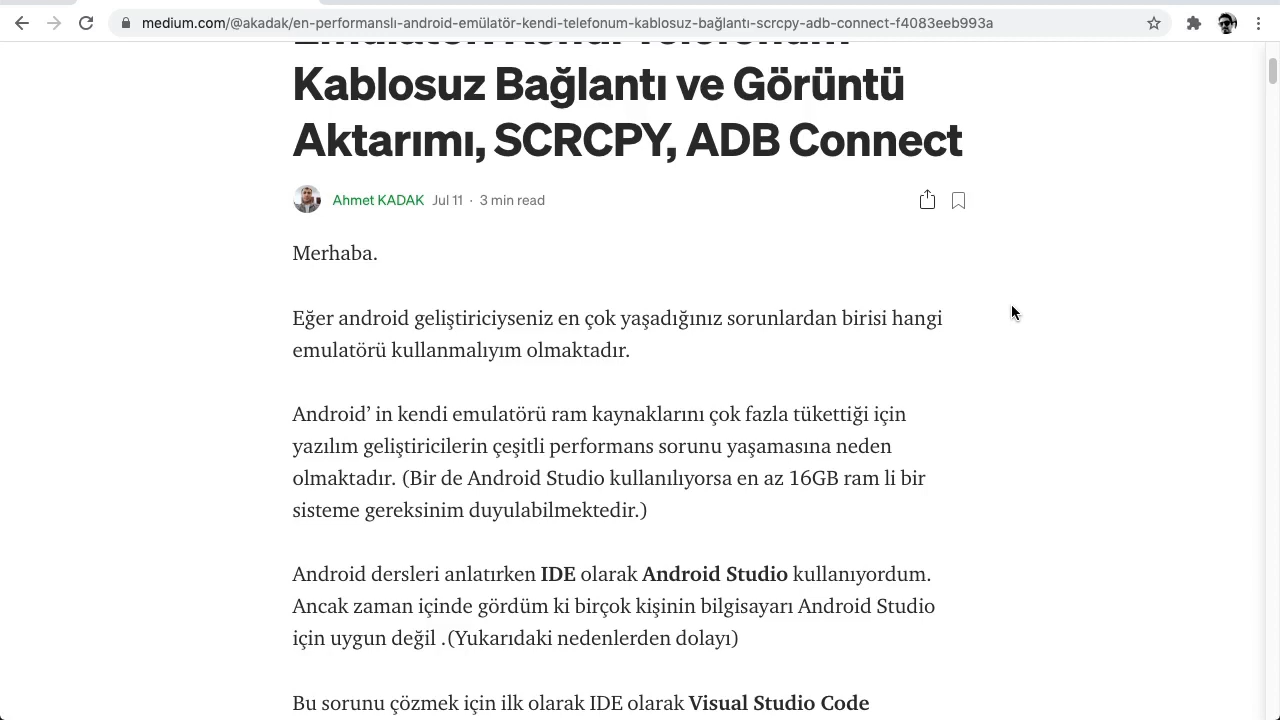 medium.com/@akadak/en-performanslı-android-emülatör-kendi-telefonum-kablosuz-bağlantı-scrcpy-adb-connect-f4083eeb993a
Emülatörü Kendi Telefonum
Kablosuz Bağlantı ve Görüntü
Aktarımı, SCRCPY, ADB Connect
Ahmet KADAK Jul 11 · 3 min read
Merhaba.
Eğer android geliştiriciyseniz en çok yaşadığınız sorunlardan birisi hangi
emulatörü kullanmalıyım olmaktadır.
Android’ in kendi emulatörü ram kaynaklarını çok fazla tükettiği için
yazılım geliştiricilerin çeşitli performans sorunu yaşamasına neden
olmaktadır. (Bir de Android Studio kullanılıyorsa en az 16GB ram li bir
sisteme gereksinim duyulabilmektedir.)
Android dersleri anlatırken IDE olarak Android Studio kullanıyordum.
Ancak zaman içinde gördüm ki birçok kişinin bilgisayarı Android Studio
için uygun değil .(Yukarıdaki nedenlerden dolayı)
Bu sorunu çözmek için ilk olarak IDE olarak Visual Studio Code